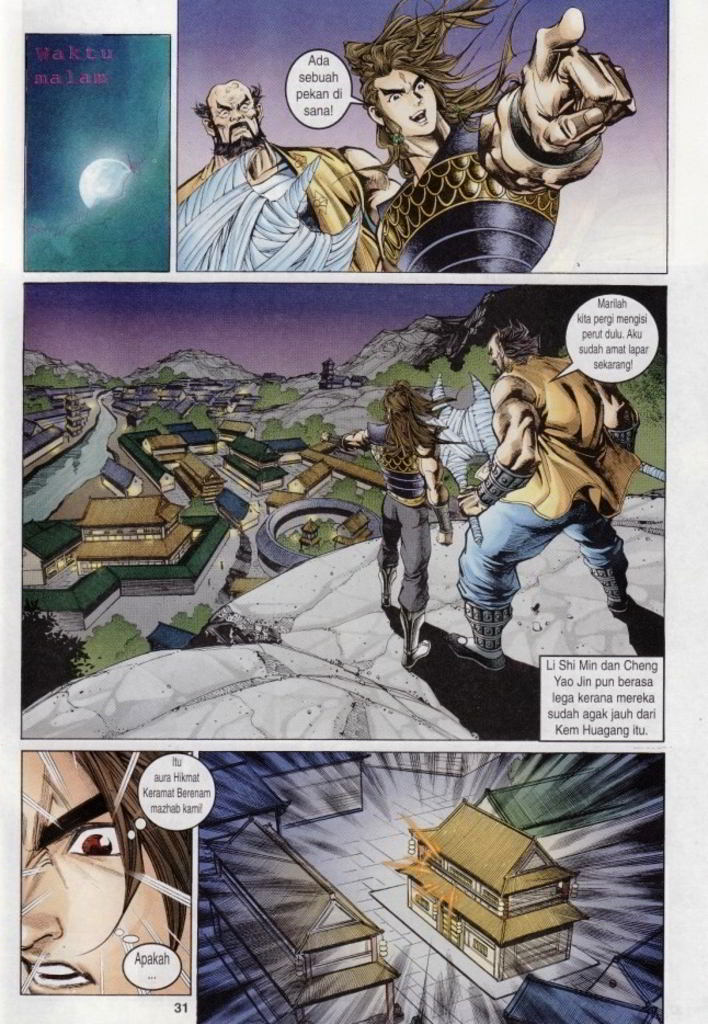 Waktu
malam
Ada
sebuah
pekan di
sana!
Marilah
kita pergi mengisi
perut dulu. Aku
sudah amat lapar
sekarang!
Li Shi Min dan Cheng
Yao Jin pun berasa
lega kerana mereka
sudah agak jauh dari
Kem Huagang itu.
Itu
aura Hikmat
Keramat Berenam
mazhab kami!
Apakah
...
31